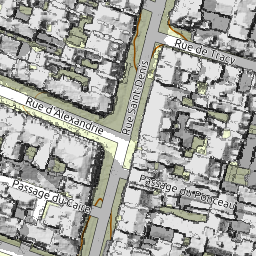 Rue de Tracy
Rue Saint-Denis
Rue d'Alexandrie
Passage du Caire
Passage du Ponceau